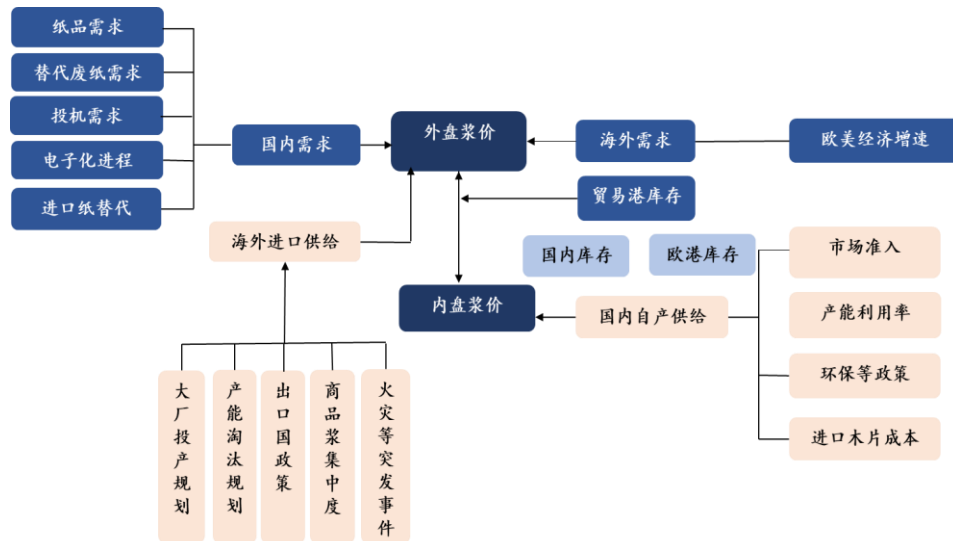 纸品需求
替代废纸需求
投机需求
电子化进程
进口纸替代
国内需求
外盘浆价
海外需求
欧美经济增速
贸易港库存
海外进口供给
国内库存
欧港库存
市场准入
内盘浆价
国内自产供给
产能利用率
环保等政策
进口木片成本
大厂投产规划
产能淘汰规划
出口国政策
商品浆集中度
火灾等突发事件